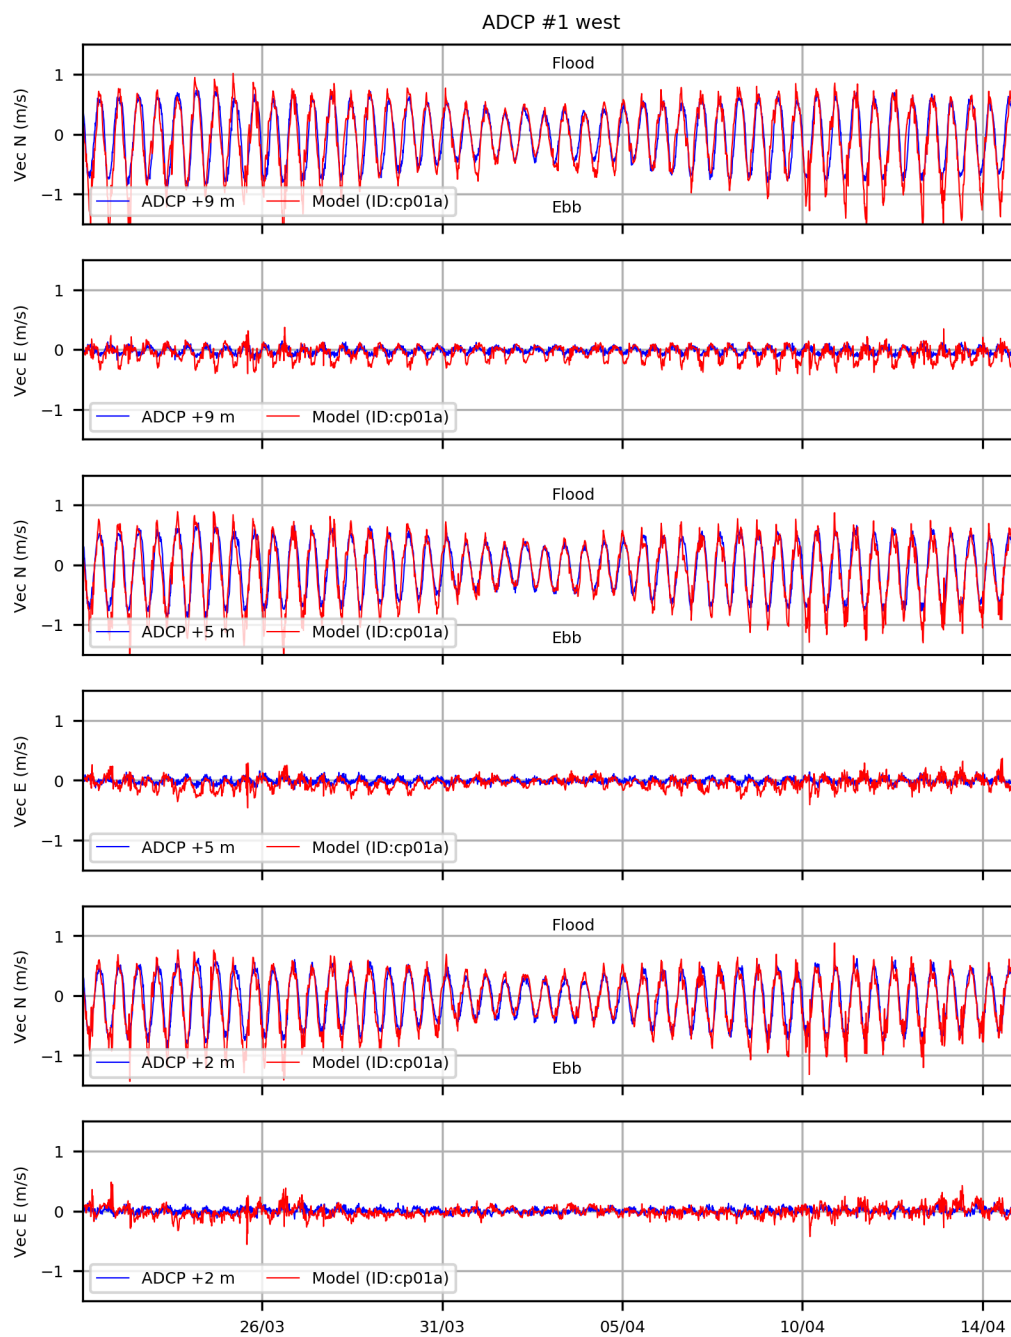 ADCP #1 west
Vec N (m/s)
1
0
−1
Flood
Ebb
ADCP +9 m
Model (ID:cp01a)
Vec E (m/s)
1
0
−1
ADCP +9 m
Model (ID:cp01a)
Vec N (m/s)
1
0
−1
Flood
Ebb
ADCP +5 m
Model (ID:cp01a)
Vec E (m/s)
1
0
−1
ADCP +5 m
Model (ID:cp01a)
Vec N (m/s)
1
0
−1
Flood
Ebb
ADCP +2 m
Model (ID:cp01a)
Vec E (m/s)
1
0
−1
ADCP +2 m
Model (ID:cp01a)
26/03
31/03
05/04
10/04
14/04